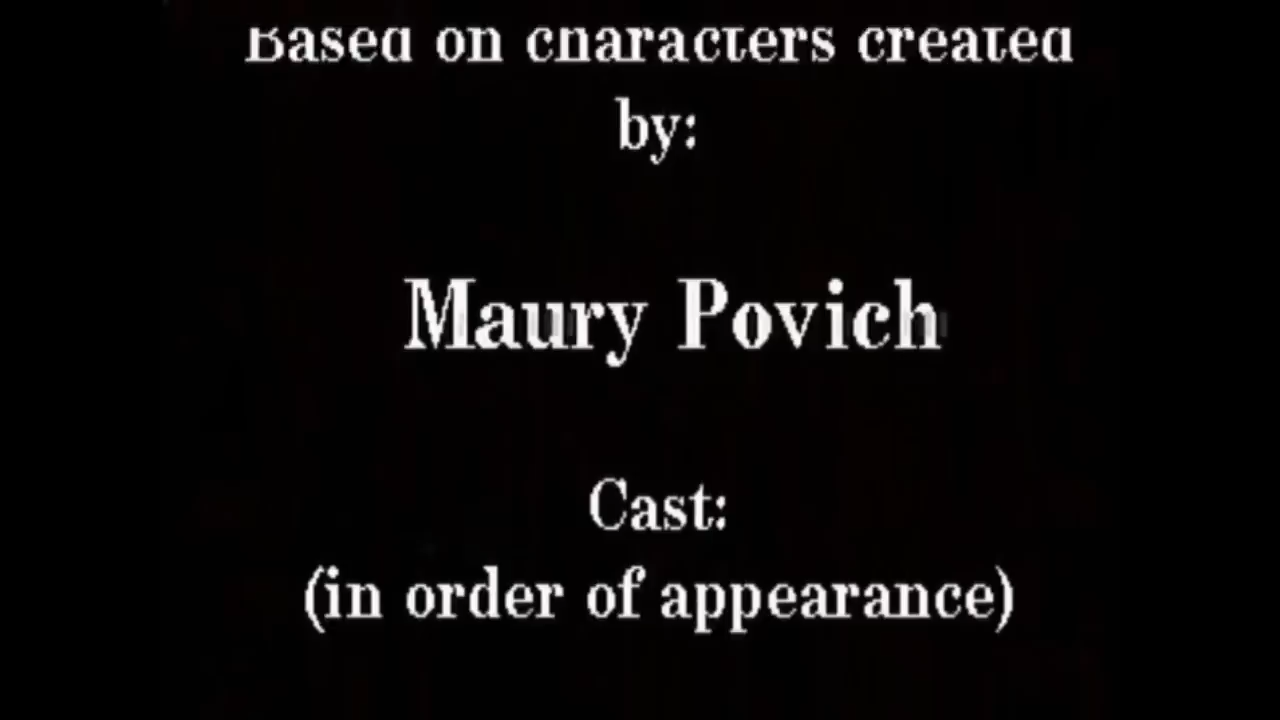 Based on characters created
by:
Maury Povich
Cast:
(in order of appearance)